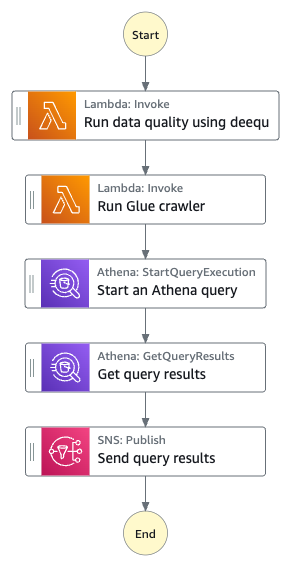 Start
Lambda: Invoke
Run data quality using deequ
Lambda: Invoke
Run Glue crawler
Athena: StartQueryExecution
Start an Athena query
Athena: GetQueryResults
Get query results
SNS: Publish
Send query results
End